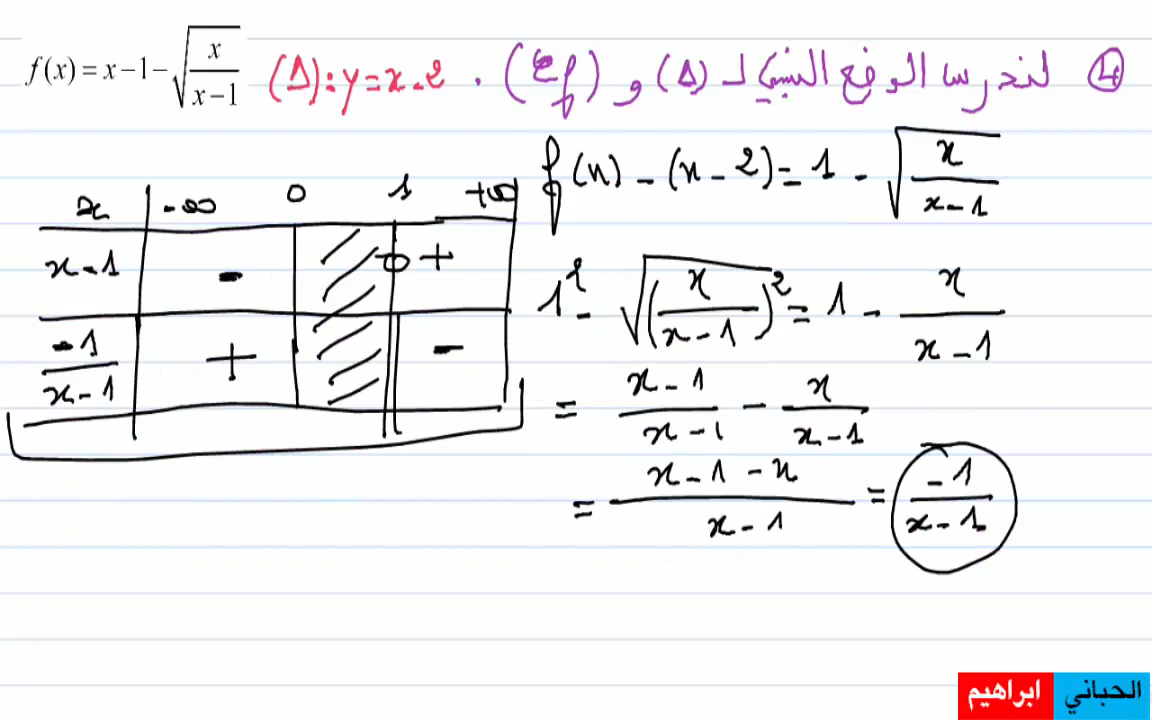 ④ لندرس الوضع النسبي لـ (Δ) و (Cf) . (Δ): y = x - 2
f(x) = x - 1 - √(x/(x-1))
f(x) - (x - 2) = 1 - √(x/(x-1))
1² - √(x/(x-1))² = 1 - x/(x-1)
= (x-1)/(x-1) - x/(x-1)
= (x-1-x)/(x-1) = -1/(x-1)
x | -∞ 0 1 +∞
x-1 | - 0 +
-1/(x-1) | + -
الحباني ابراهيم